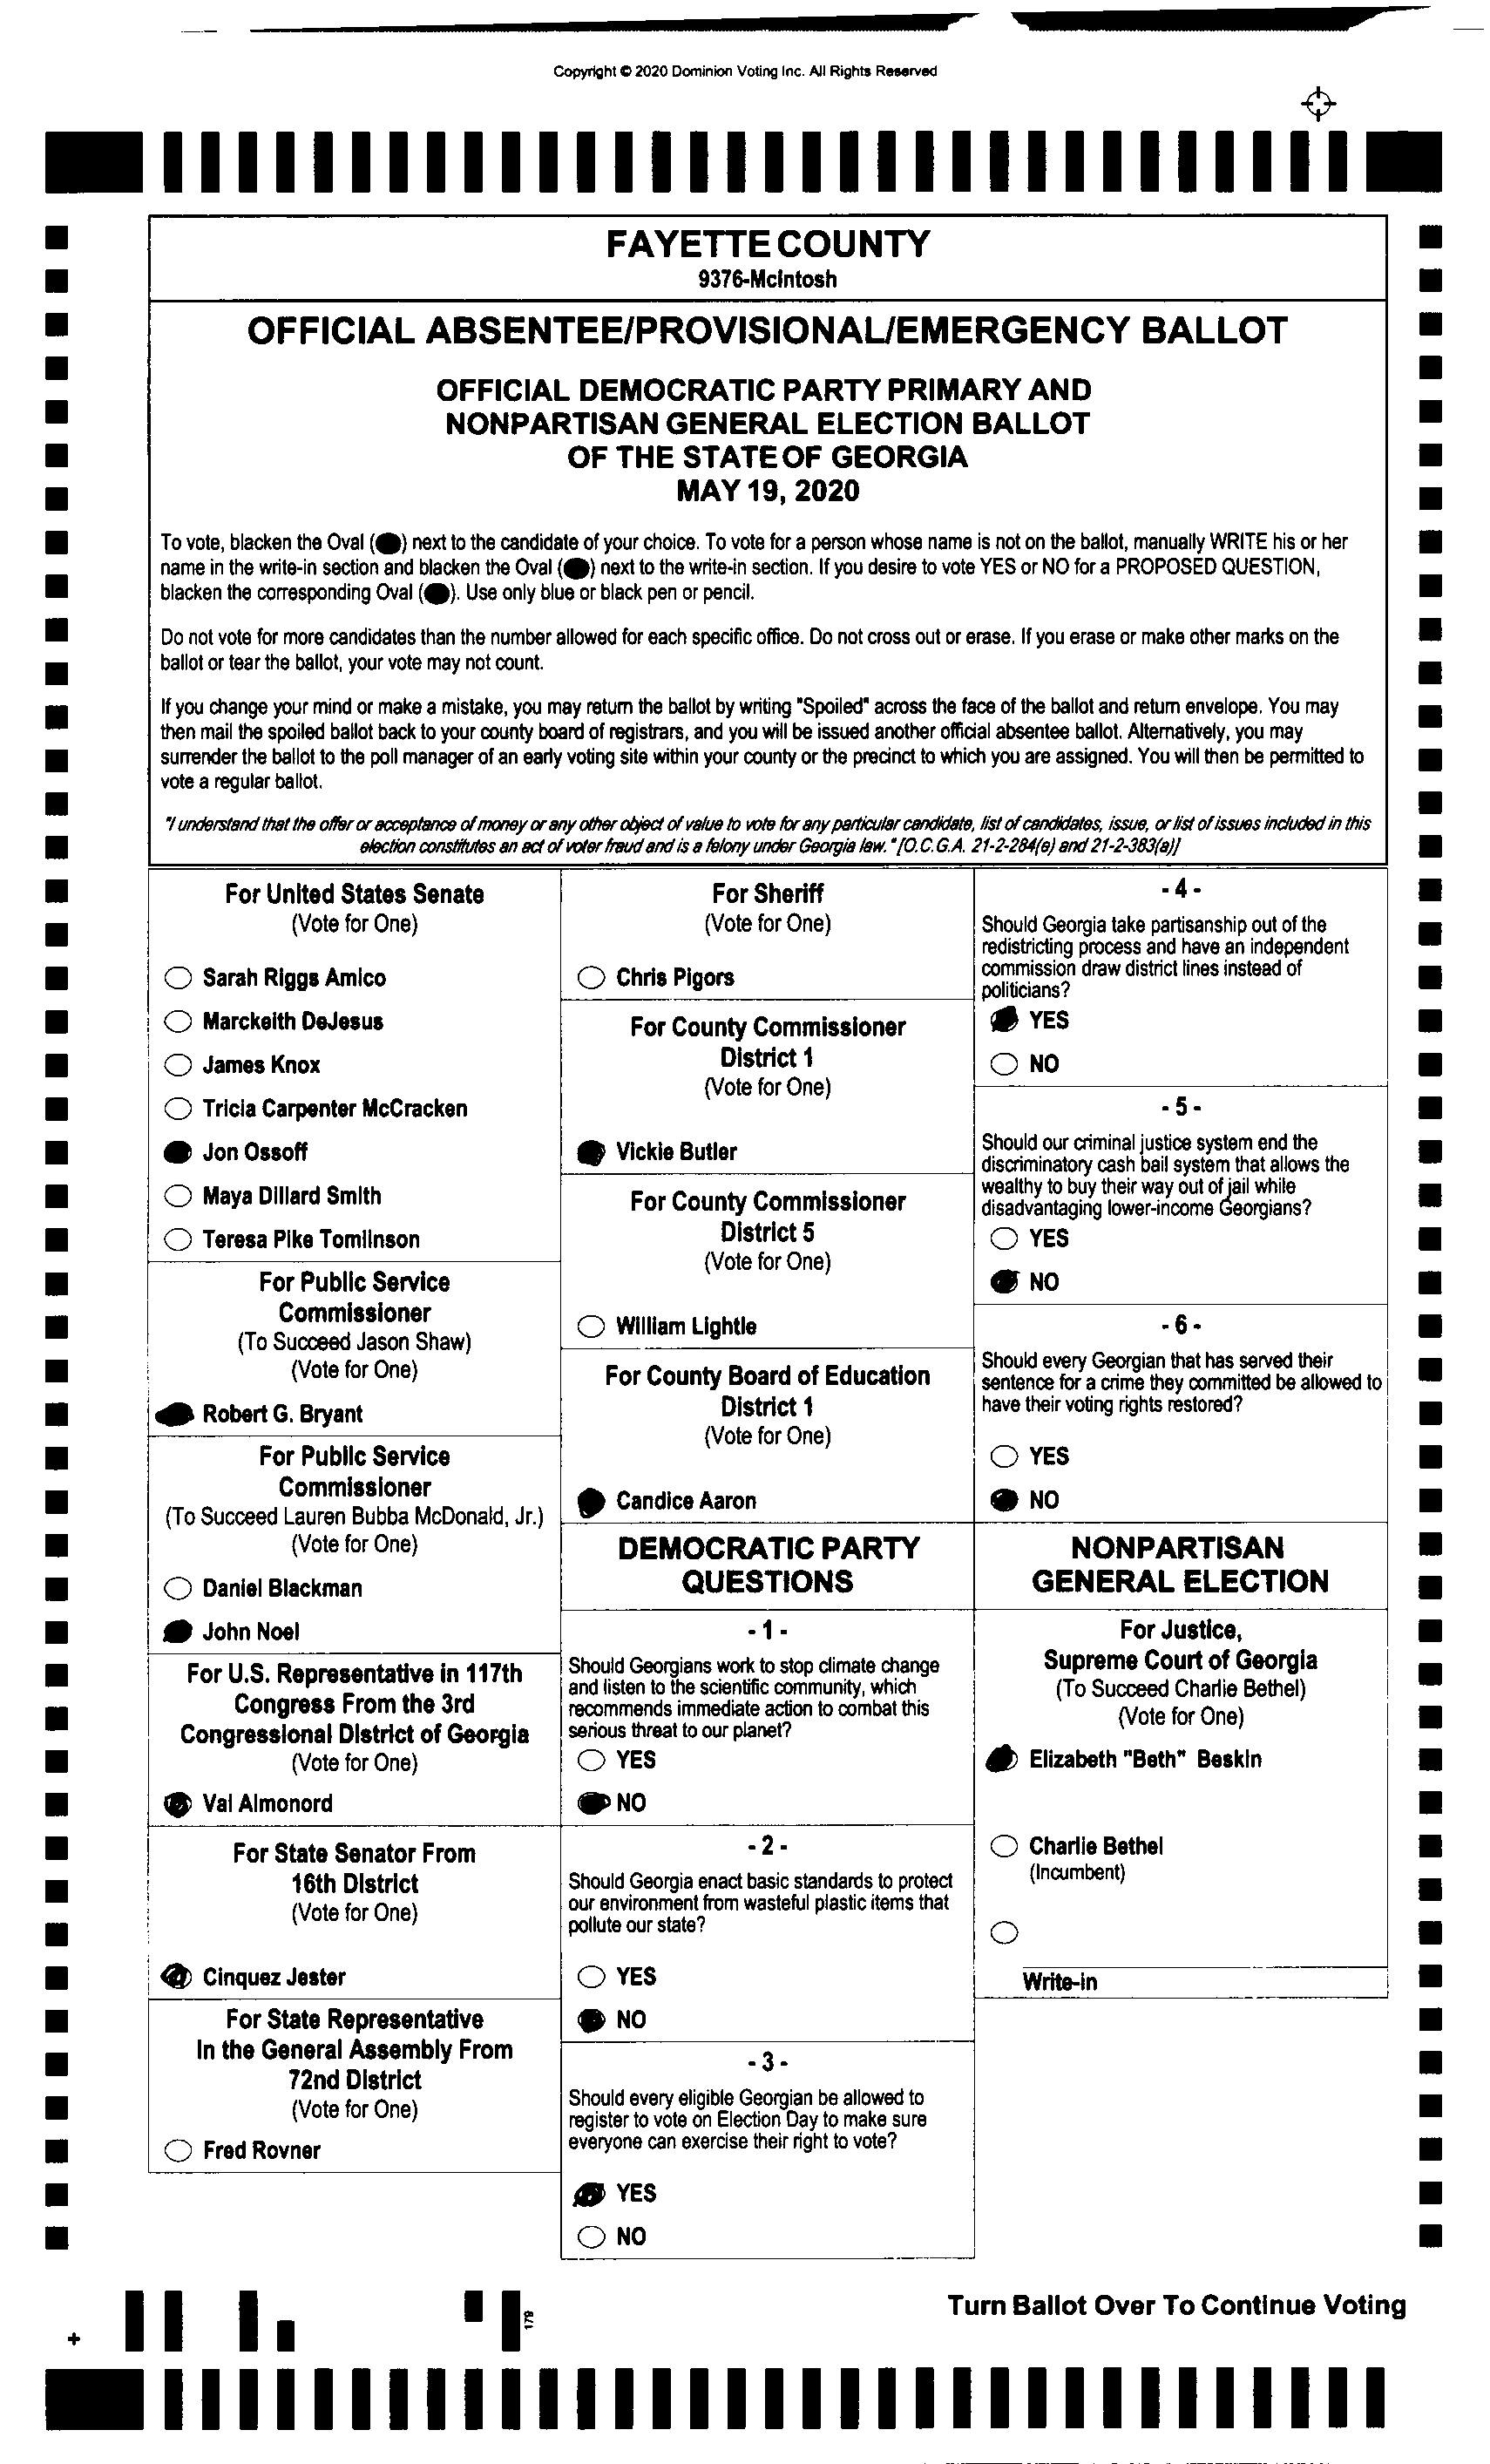 Copyright © 2020 Dominion Voting Inc. All Rights Reserved
FAYETTE COUNTY
9376-McIntosh
OFFICIAL ABSENTEE/PROVISIONAL/EMERGENCY BALLOT
OFFICIAL DEMOCRATIC PARTY PRIMARY AND
NONPARTISAN GENERAL ELECTION BALLOT
OF THE STATE OF GEORGIA
MAY 19, 2020
To vote, blacken the Oval ( ) next to the candidate of your choice. To vote for a person whose name is not on the ballot, manually WRITE his or her
name in the write-in section and blacken the Oval ( ) next to the write-in section. If you desire to vote YES or NO for a PROPOSED QUESTION,
blacken the corresponding Oval ( ). Use only blue or black pen or pencil.
Do not vote for more candidates than the number allowed for each specific office. Do not cross out or erase. If you erase or make other marks on the
ballot or tear the ballot, your vote may not count.
If you change your mind or make a mistake, you may return the ballot by writing "Spoiled" across the face of the ballot and return envelope. You may
then mail the spoiled ballot back to your county board of registrars, and you will be issued another official absentee ballot. Alternatively, you may
surrender the ballot to the poll manager of an early voting site within your county or the precinct to which you are assigned. You will then be permitted to
vote a regular ballot.
"I understand that the offer or acceptance of money or any other object of value to vote for any particular candidate, list of candidates, issue, or list of issues included in this
election constitutes an act of voter fraud and is a felony under Georgia law." [O.C.G.A. 21-2-284(e) and 21-2-383(a)]
For United States Senate
(Vote for One)
Sarah Riggs Amico
Marckeith DeJesus
James Knox
Tricia Carpenter McCracken
Jon Ossoff
Maya Dillard Smith
Teresa Pike Tomlinson
For Public Service
Commissioner
(To Succeed Jason Shaw)
(Vote for One)
Robert G. Bryant
For Public Service
Commissioner
(To Succeed Lauren Bubba McDonald, Jr.)
(Vote for One)
Daniel Blackman
John Noel
For U.S. Representative in 117th
Congress From the 3rd
Congressional District of Georgia
(Vote for One)
Val Almonord
For State Senator From
16th District
(Vote for One)
Cinquez Jester
For State Representative
In the General Assembly From
72nd District
(Vote for One)
Fred Rovner
For Sheriff
(Vote for One)
Chris Pigors
For County Commissioner
District 1
(Vote for One)
Vickie Butler
For County Commissioner
District 5
(Vote for One)
William Lightle
For County Board of Education
District 1
(Vote for One)
Candice Aaron
DEMOCRATIC PARTY
QUESTIONS
- 1 -
Should Georgians work to stop climate change
and listen to the scientific community, which
recommends immediate action to combat this
serious threat to our planet?
YES
NO
- 2 -
Should Georgia enact basic standards to protect
our environment from wasteful plastic items that
pollute our state?
YES
NO
- 3 -
Should every eligible Georgian be allowed to
register to vote on Election Day to make sure
everyone can exercise their right to vote?
YES
NO
- 4 -
Should Georgia take partisanship out of the
redistricting process and have an independent
commission draw district lines instead of
politicians?
YES
NO
- 5 -
Should our criminal justice system end the
discriminatory cash bail system that allows the
wealthy to buy their way out of jail while
disadvantaging lower-income Georgians?
YES
NO
- 6 -
Should every Georgian that has served their
sentence for a crime they committed be allowed to
have their voting rights restored?
YES
NO
NONPARTISAN
GENERAL ELECTION
For Justice,
Supreme Court of Georgia
(To Succeed Charlie Bethel)
(Vote for One)
Elizabeth "Beth" Beskin
Charlie Bethel
(Incumbent)
Write-in
Turn Ballot Over To Continue Voting
179